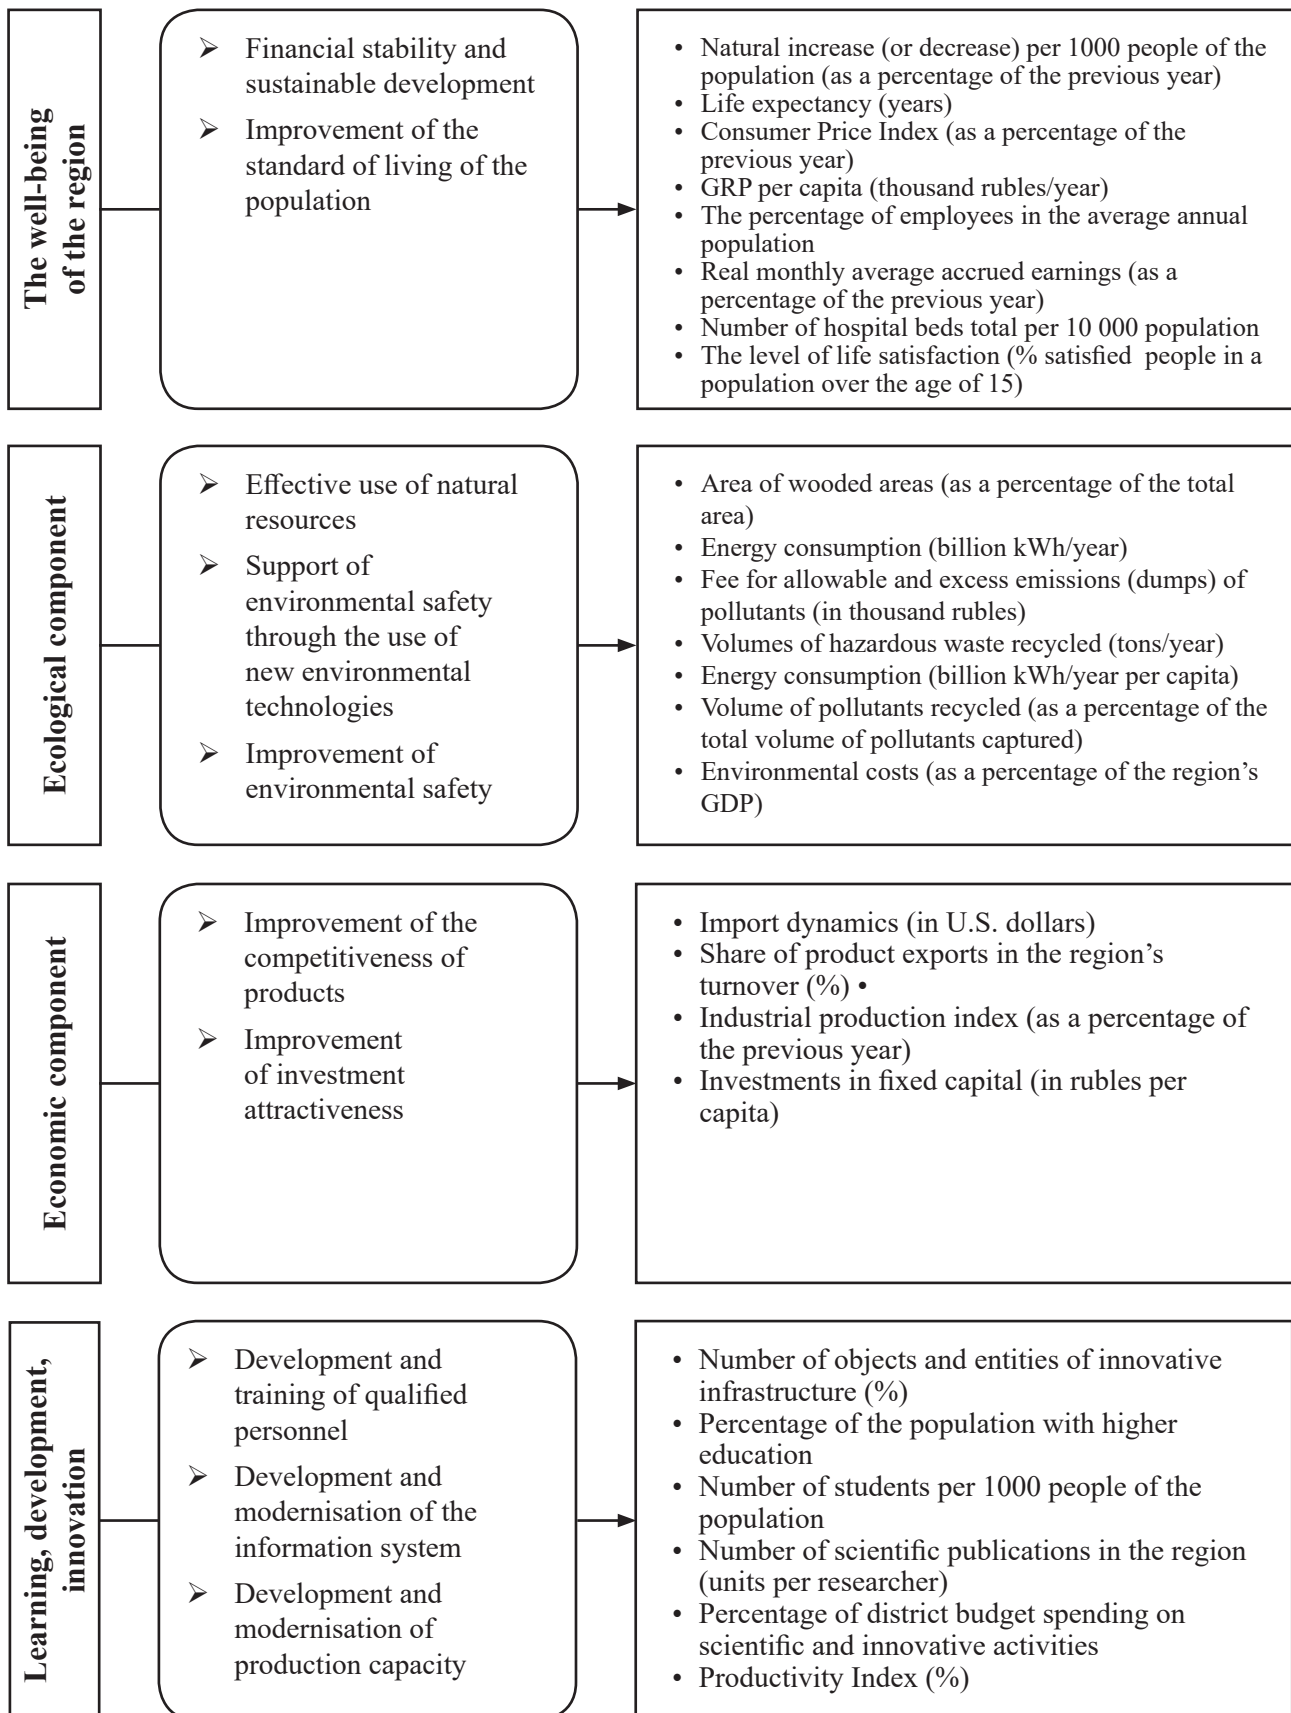 The well-being
of the region
➢ Financial stability and
sustainable development
➢ Improvement of the
standard of living of the
population
• Natural increase (or decrease) per 1000 people of the
population (as a percentage of the previous year)
• Life expectancy (years)
• Consumer Price Index (as a percentage of the
previous year)
• GRP per capita (thousand rubles/year)
• The percentage of employees in the average annual
population
• Real monthly average accrued earnings (as a
percentage of the previous year)
• Number of hospital beds total per 10 000 population
• The level of life satisfaction (% satisfied people in a
population over the age of 15)
Ecological component
➢ Effective use of natural
resources
➢ Support of
environmental safety
through the use of
new environmental
technologies
➢ Improvement of
environmental safety
• Area of wooded areas (as a percentage of the total
area)
• Energy consumption (billion kWh/year)
• Fee for allowable and excess emissions (dumps) of
pollutants (in thousand rubles)
• Volumes of hazardous waste recycled (tons/year)
• Energy consumption (billion kWh/year per capita)
• Volume of pollutants recycled (as a percentage of the
total volume of pollutants captured)
• Environmental costs (as a percentage of the region’s
GDP)
Economic component
➢ Improvement of the
competitiveness of
products
➢ Improvement
of investment
attractiveness
• Import dynamics (in U.S. dollars)
• Share of product exports in the region’s
turnover (%) •
• Industrial production index (as a percentage of
the previous year)
• Investments in fixed capital (in rubles per
capita)
Learning, development,
innovation
➢ Development and
training of qualified
personnel
➢ Development and
modernisation of the
information system
➢ Development and
modernisation of
production capacity
• Number of objects and entities of innovative
infrastructure (%)
• Percentage of the population with higher
education
• Number of students per 1000 people of the
population
• Number of scientific publications in the region
(units per researcher)
• Percentage of district budget spending on
scientific and innovative activities
• Productivity Index (%)